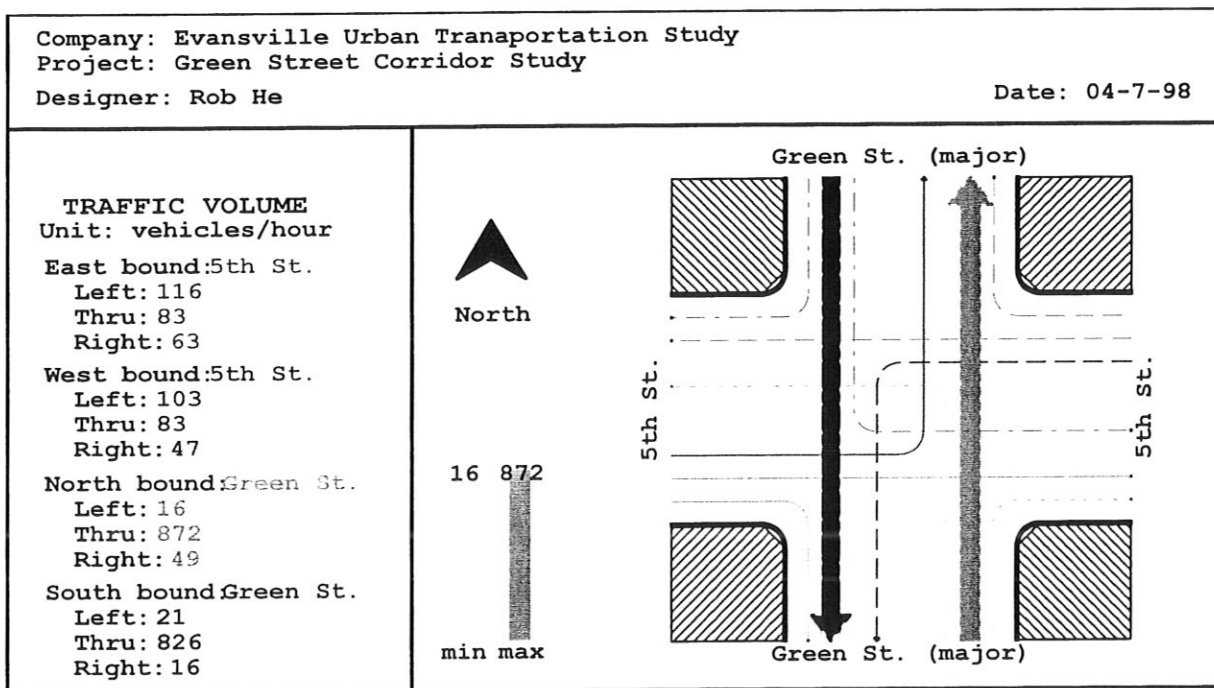 Company: Evansville Urban Tranaportation Study
Project: Green Street Corridor Study
Designer: Rob He
Date: 04-7-98
TRAFFIC VOLUME
Unit: vehicles/hour
East bound:5th St.
Left: 116
Thru: 83
Right: 63
West bound:5th St.
Left: 103
Thru: 83
Right: 47
North bound:Green St.
Left: 16
Thru: 872
Right: 49
South bound:Green St.
Left: 21
Thru: 826
Right: 16
North
16 872
min max
Green St. (major)
5th St.
5th St.
Green St. (major)